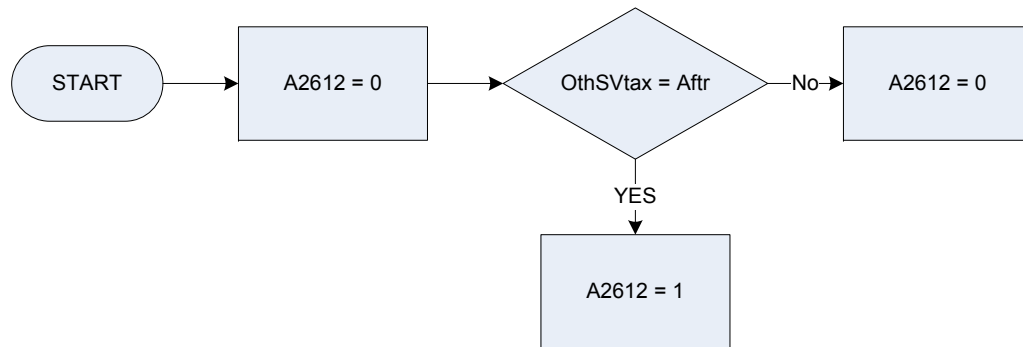 START
A2612 = 0
OthSVtax = Aftr
No
A2612 = 0
YES
A2612 = 1